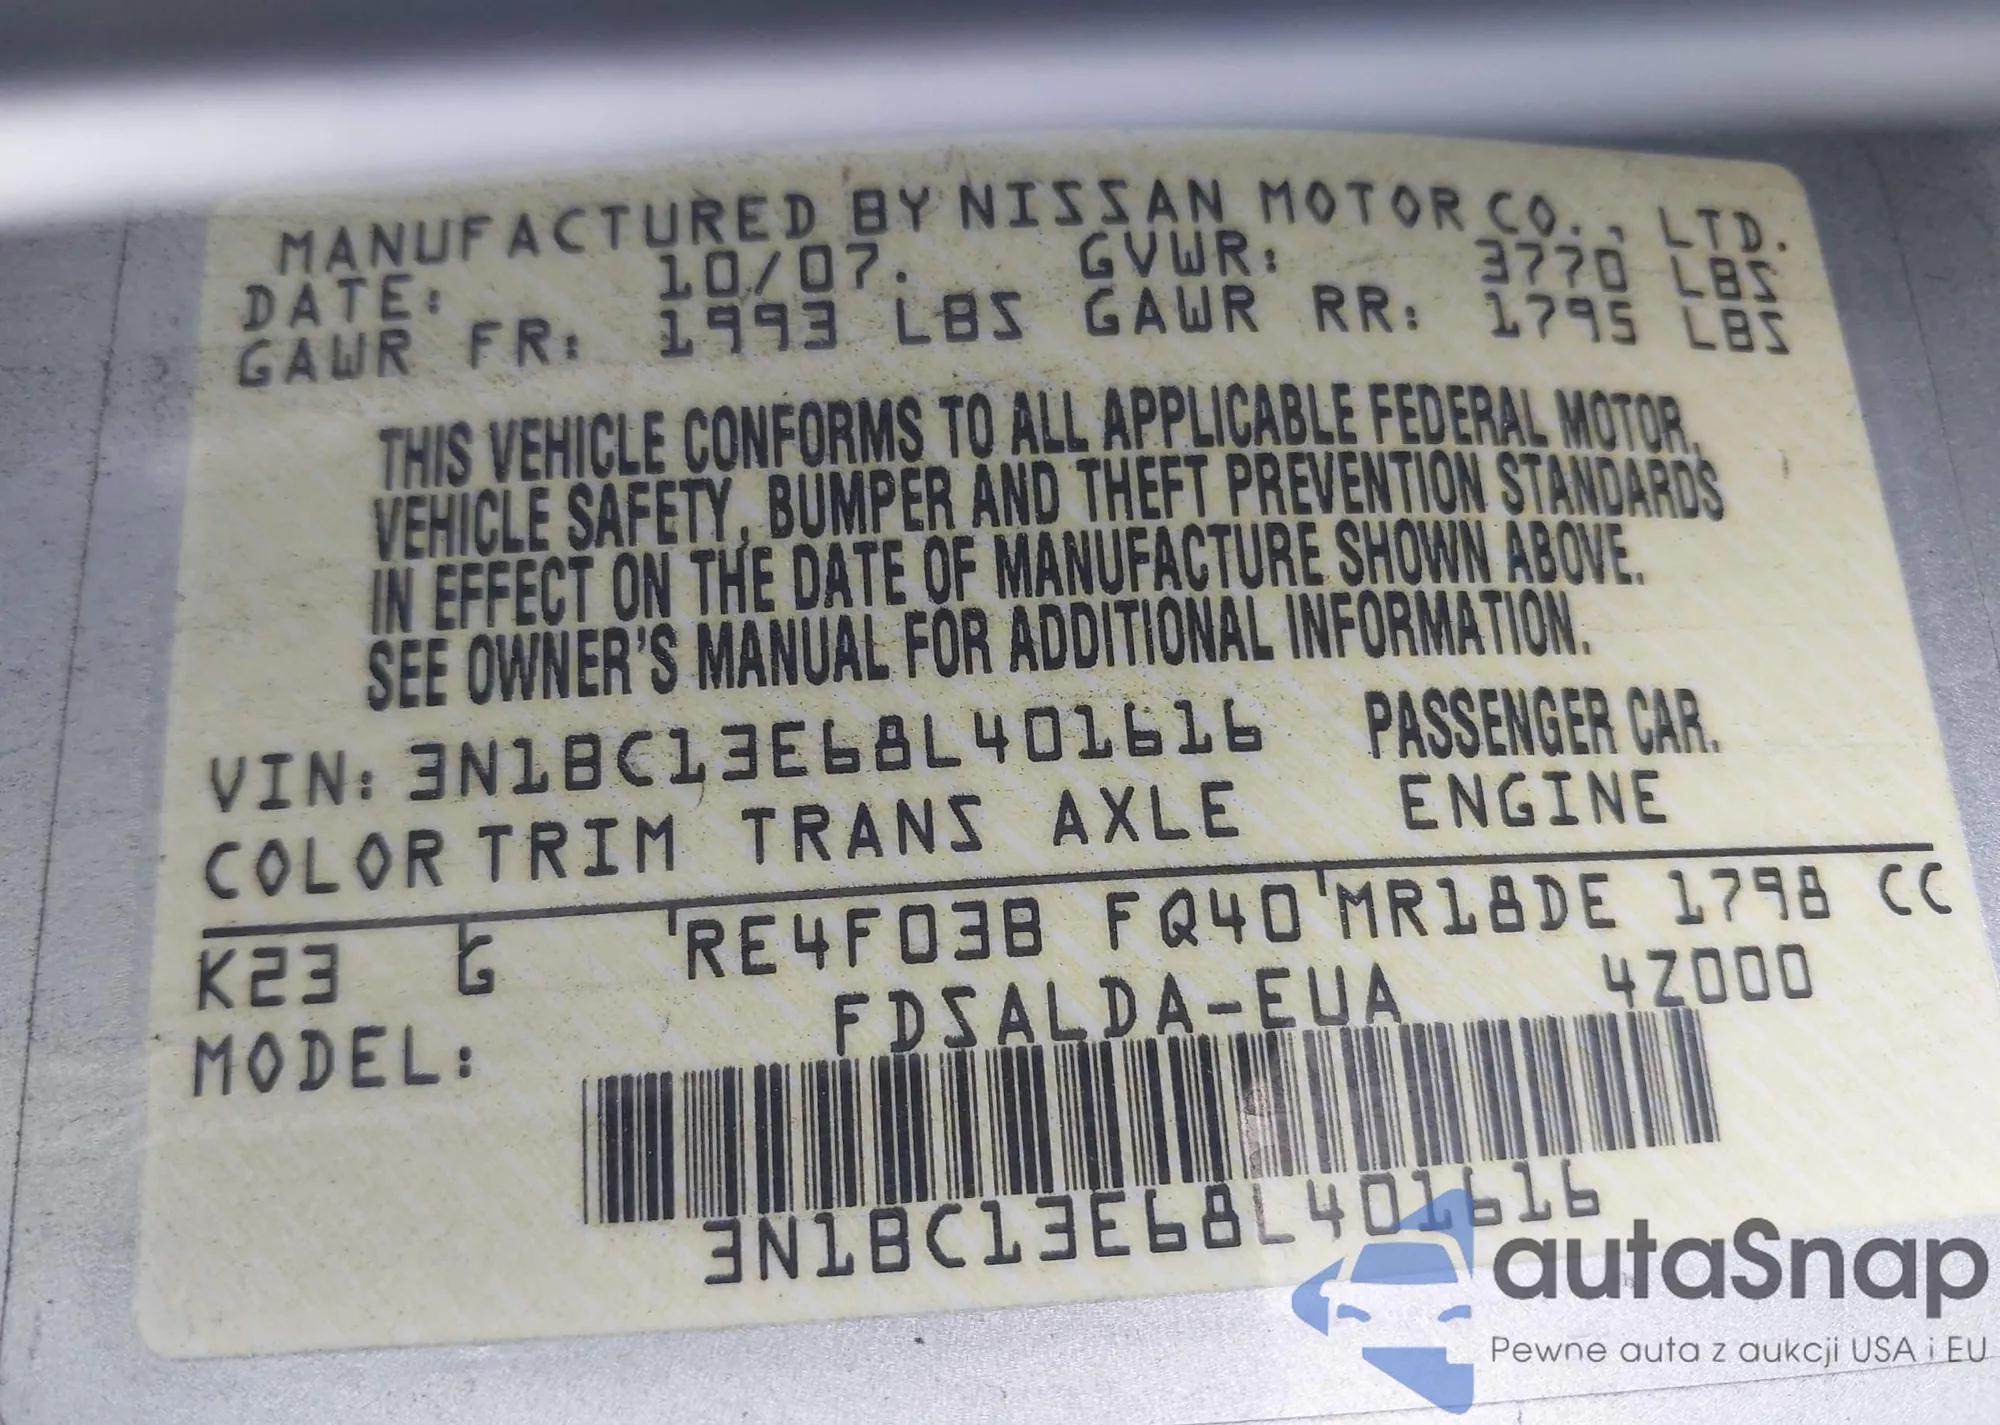 MANUFACTURED BY NISSAN MOTOR CO., LTD.
DATE: 10/07. GVWR: 3770 LBS
GAWR FR: 1993 LBS GAWR RR: 1795 LBS
THIS VEHICLE CONFORMS TO ALL APPLICABLE FEDERAL MOTOR,
VEHICLE SAFETY, BUMPER AND THEFT PREVENTION STANDARDS
IN EFFECT ON THE DATE OF MANUFACTURE SHOWN ABOVE.
SEE OWNER'S MANUAL FOR ADDITIONAL INFORMATION.
VIN: 3N1BC13E68L401616 PASSENGER CAR.
COLOR TRIM TRANS AXLE ENGINE
K23 G RE4F03B FQ40 MR18DE 1798 CC
MODEL: FDSALDA-EUA 4Z000
3N1BC13E68L401616
autaSnap
Pewne auta z aukcji USA i EU